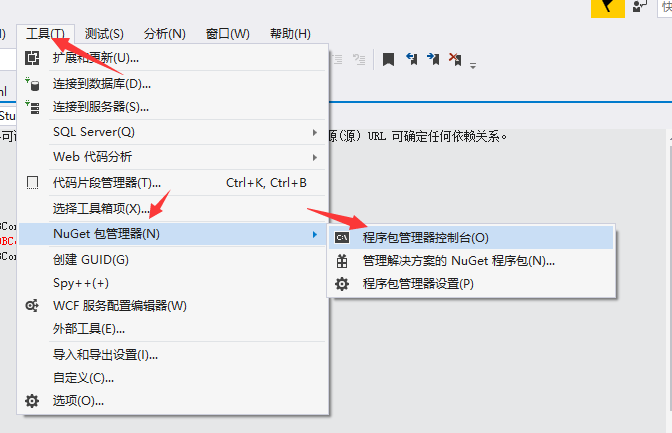 快
工具(T) 测试(S) 分析(N) 窗口(W) 帮助(H)
扩展和更新(U)...
连接到数据库(D)...
连接到服务器(S)...
SQL Server(Q)
源(源) URL 可确定任何依赖关系。
Web 代码分析
代码片段管理器(T)... Ctrl+K, Ctrl+B
选择工具箱项(X)...
NuGet 包管理器(N)
程序包管理器控制台(O)
创建 GUID(G)
管理解决方案的 NuGet 程序包(N)...
Spy++(+)
程序包管理器设置(P)
WCF 服务配置编辑器(W)
外部工具(E)...
导入和导出设置(I)...
自定义(C)...
选项(O)...